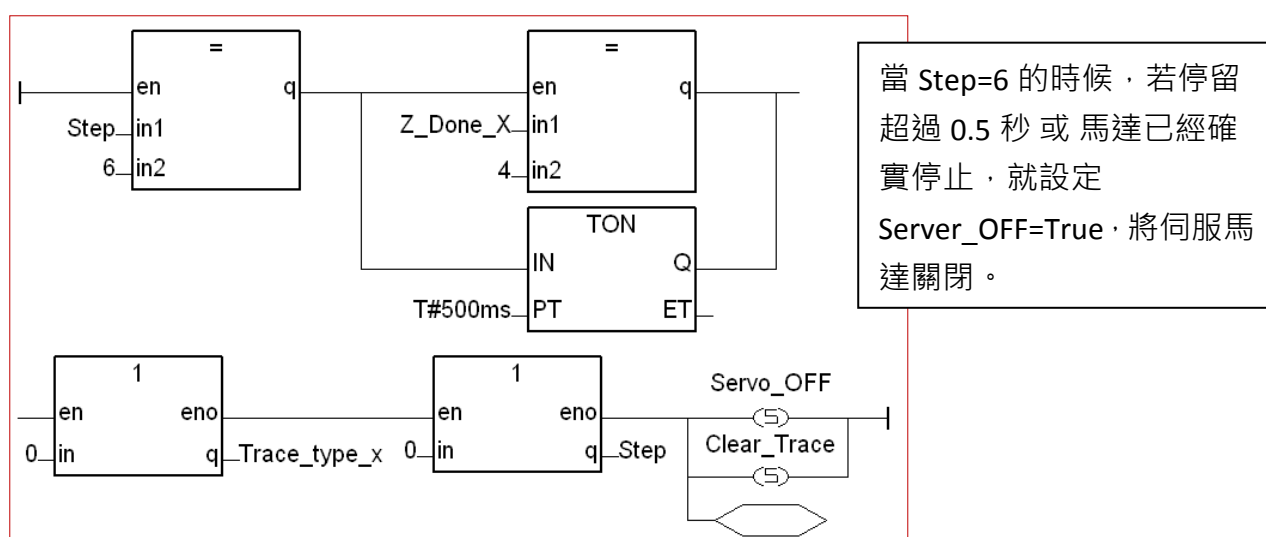 =
en
q
Step
in1
6
in2
=
en
q
Z_Done_X
in1
4
in2
TON
IN
Q
T#500ms
PT
ET
當 Step=6 的時候，若停留
超過 0.5 秒 或 馬達已經確
實停止，就設定
Server_OFF=True，將伺服馬
達關閉。
1
en
eno
0
in
q
Trace_type_x
1
en
eno
0
in
q
Step
Servo_OFF
S
Clear_Trace
S